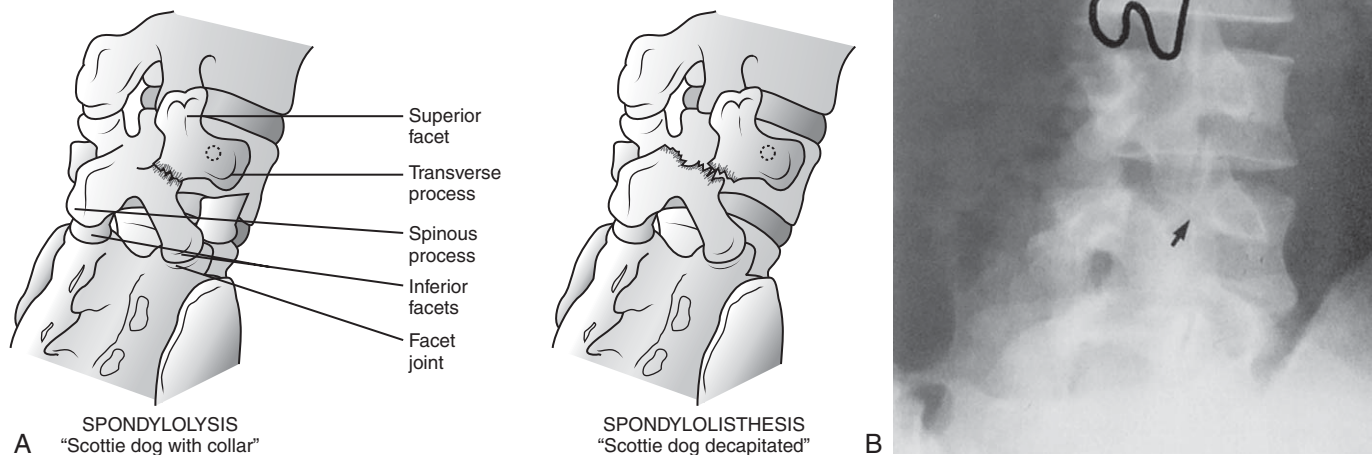 Superior
facet
Transverse
process
Spinous
process
Inferior
facets
Facet
joint
SPONDYLOLYSIS
“Scottie dog with collar”
A
SPONDYLOLISTHESIS
“Scottie dog decapitated”
B